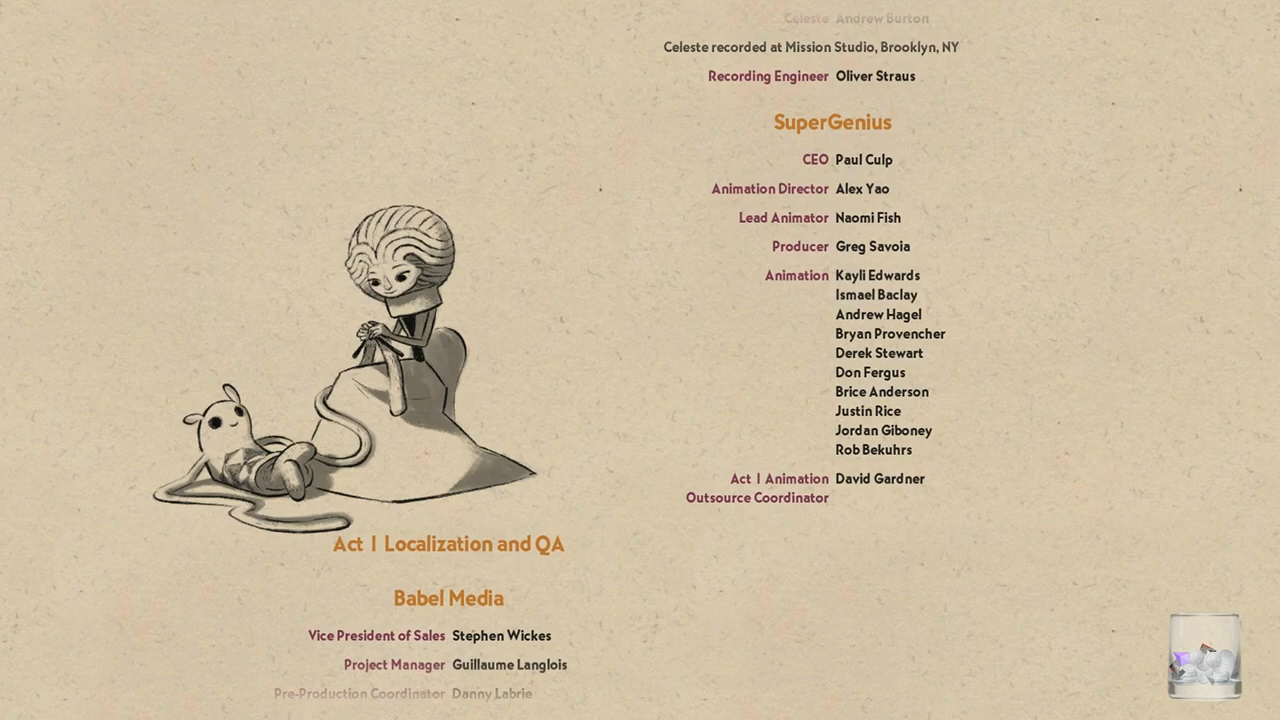 Celeste Andrew Burton
Celeste recorded at Mission Studio, Brooklyn, NY
Recording Engineer Oliver Straus
SuperGenius
CEO Paul Culp
Animation Director Alex Yao
Lead Animator Naomi Fish
Producer Greg Savoia
Animation Kayli Edwards
Ismael Baclay
Andrew Hagel
Bryan Provencher
Derek Stewart
Don Fergus
Brice Anderson
Justin Rice
Jordan Giboney
Rob Bekuhrs
Act 1 Animation David Gardner
Outsource Coordinator
Act 1 Localization and QA
Babel Media
Vice President of Sales Stephen Wickes
Project Manager Guillaume Langlois
Pre-Production Coordinator Danny Labrie